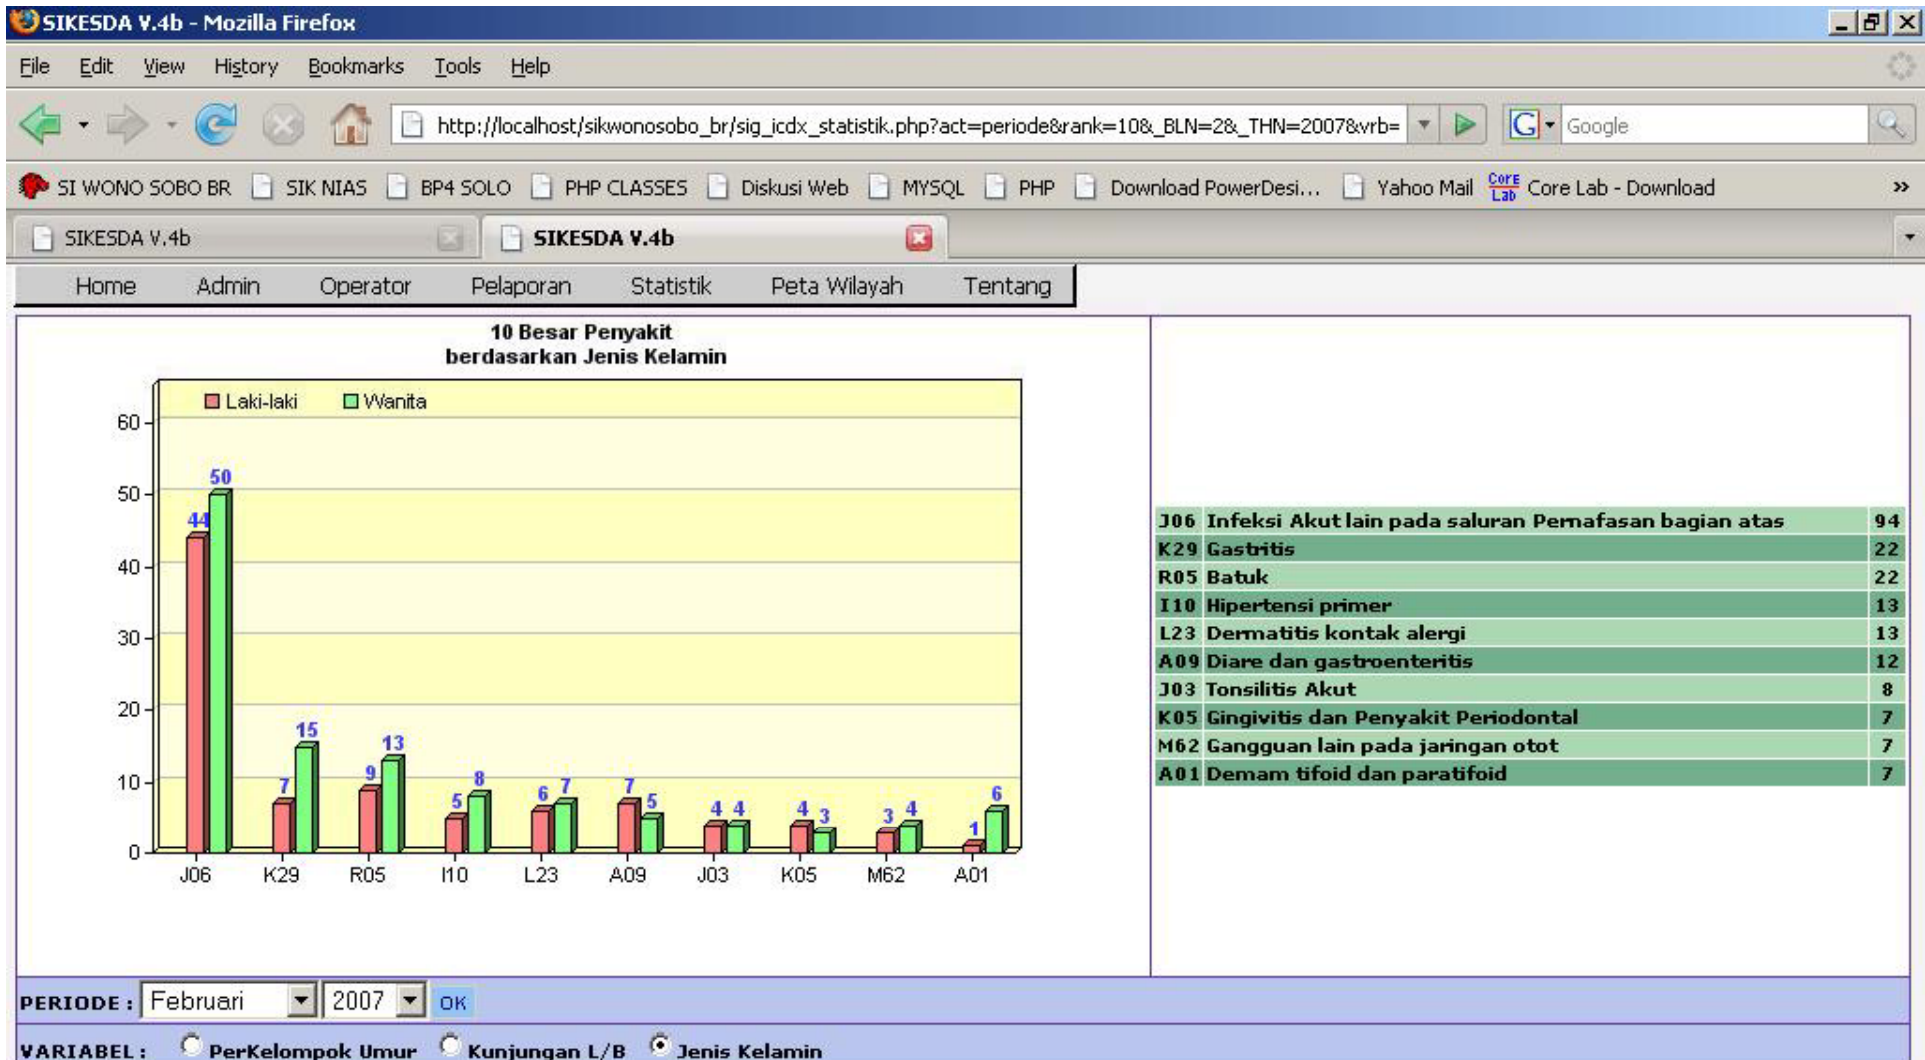 SIKESDA V.4b - Mozilla Firefox
File Edit View History Bookmarks Tools Help
http://localhost/sikwonosobo_br/sig_icdx_statistik.php?act=periode&rank=10&_BLN=2&_THN=2007&vrb= G Google
SI WONO SOBO BR SIK NIAS BP4 SOLO PHP CLASSES Diskusi Web MYSQL PHP Download PowerDesi... Yahoo Mail Core Lab Core Lab - Download »
SIKESDA V.4b SIKESDA V.4b
Home Admin Operator Pelaporan Statistik Peta Wilayah Tentang
10 Besar Penyakit
berdasarkan Jenis Kelamin
Laki-laki Wanita
60
50
40
30
20
10
0
44 50
7 15
9 13
5 8
6 7
7 5
4 4
4 3
3 4
1 6
J06 K29 R05 I10 L23 A09 J03 K05 M62 A01
J06 Infeksi Akut lain pada saluran Pernafasan bagian atas 94
K29 Gastritis 22
R05 Batuk 22
I10 Hipertensi primer 13
L23 Dermatitis kontak alergi 13
A09 Diare dan gastroenteritis 12
J03 Tonsilitis Akut 8
K05 Gingivitis dan Penyakit Periodontal 7
M62 Gangguan lain pada jaringan otot 7
A01 Demam tifoid dan paratifoid 7
PERIODE : Februari 2007 OK
VARIABEL : PerKelompok Umur Kunjungan L/B Jenis Kelamin